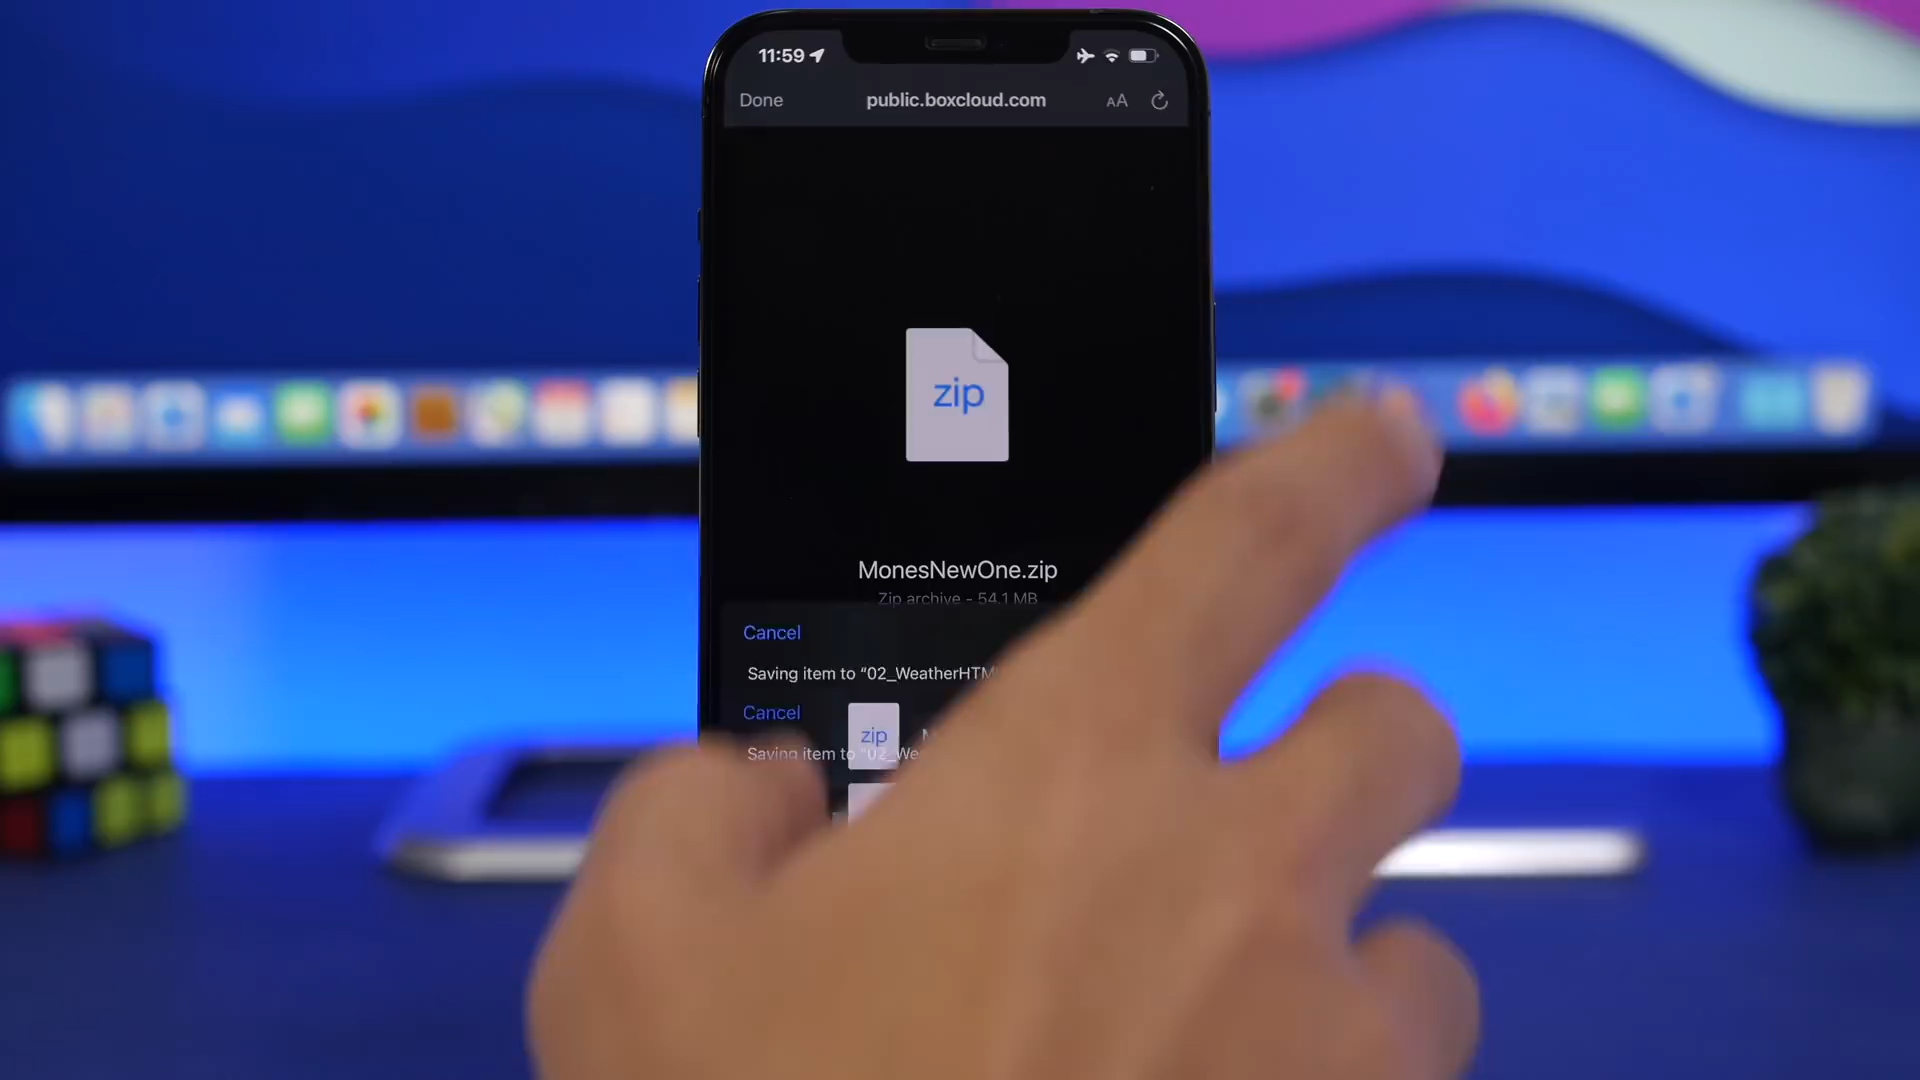 11:59
Done
public.boxcloud.com
AA
zip
MonesNewOne.zip
Zip archive - 54.1 MB
Cancel
Saving item to “02_WeatherHTM
Cancel
zip
Saving item to “02_We